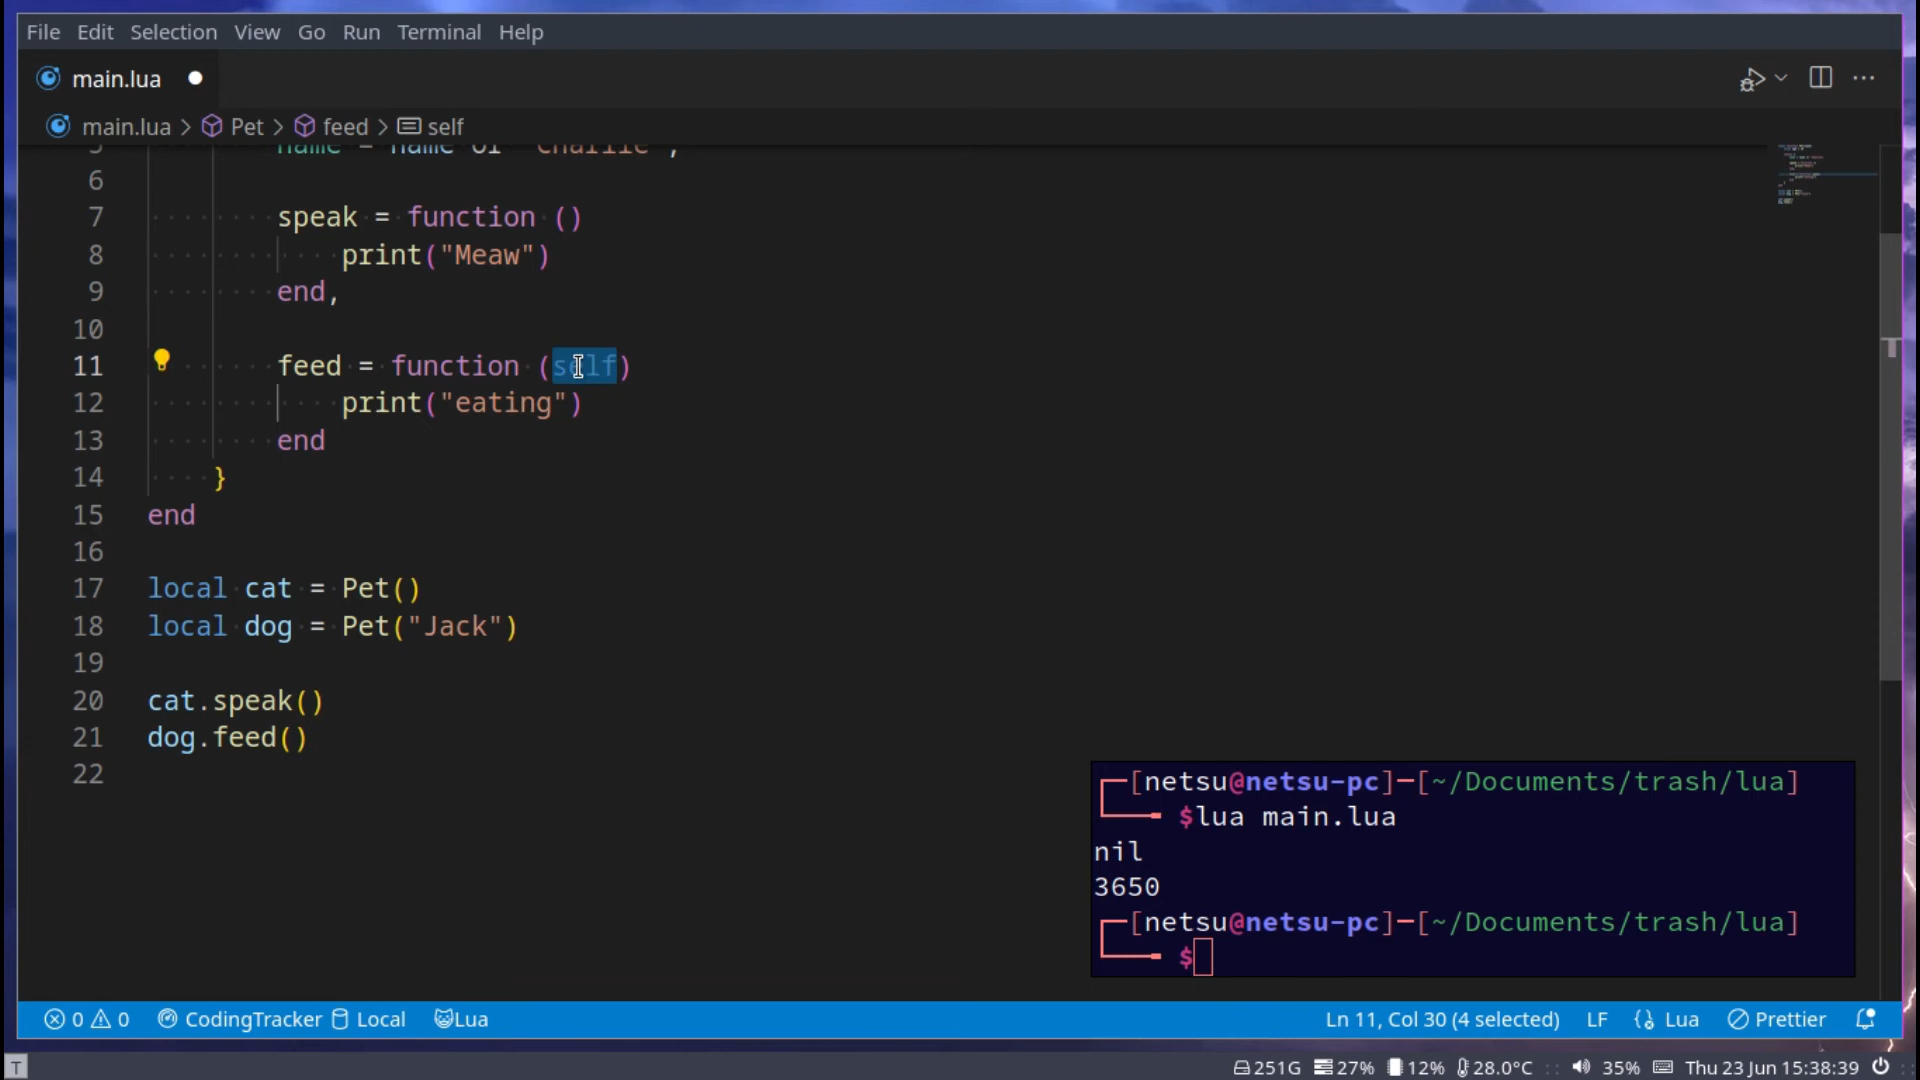 File Edit Selection View Go Run Terminal Help
main.lua
main.lua > Pet > feed > self
5 name = name or "Charlie",
6
7 speak = function ()
8 print("Meaw")
9 end,
10
11 feed = function (self)
12 print("eating")
13 end
14 }
15 end
16
17 local cat = Pet()
18 local dog = Pet("Jack")
19
20 cat.speak()
21 dog.feed()
22
[netsu@netsu-pc]-[~/Documents/trash/lua]
$lua main.lua
nil
3650
[netsu@netsu-pc]-[~/Documents/trash/lua]
$
0 0 CodingTracker Local Lua Ln 11, Col 30 (4 selected) LF Lua Prettier
T 251G 27% 12% 28.0°C :: 35% Thu 23 Jun 15:38:39